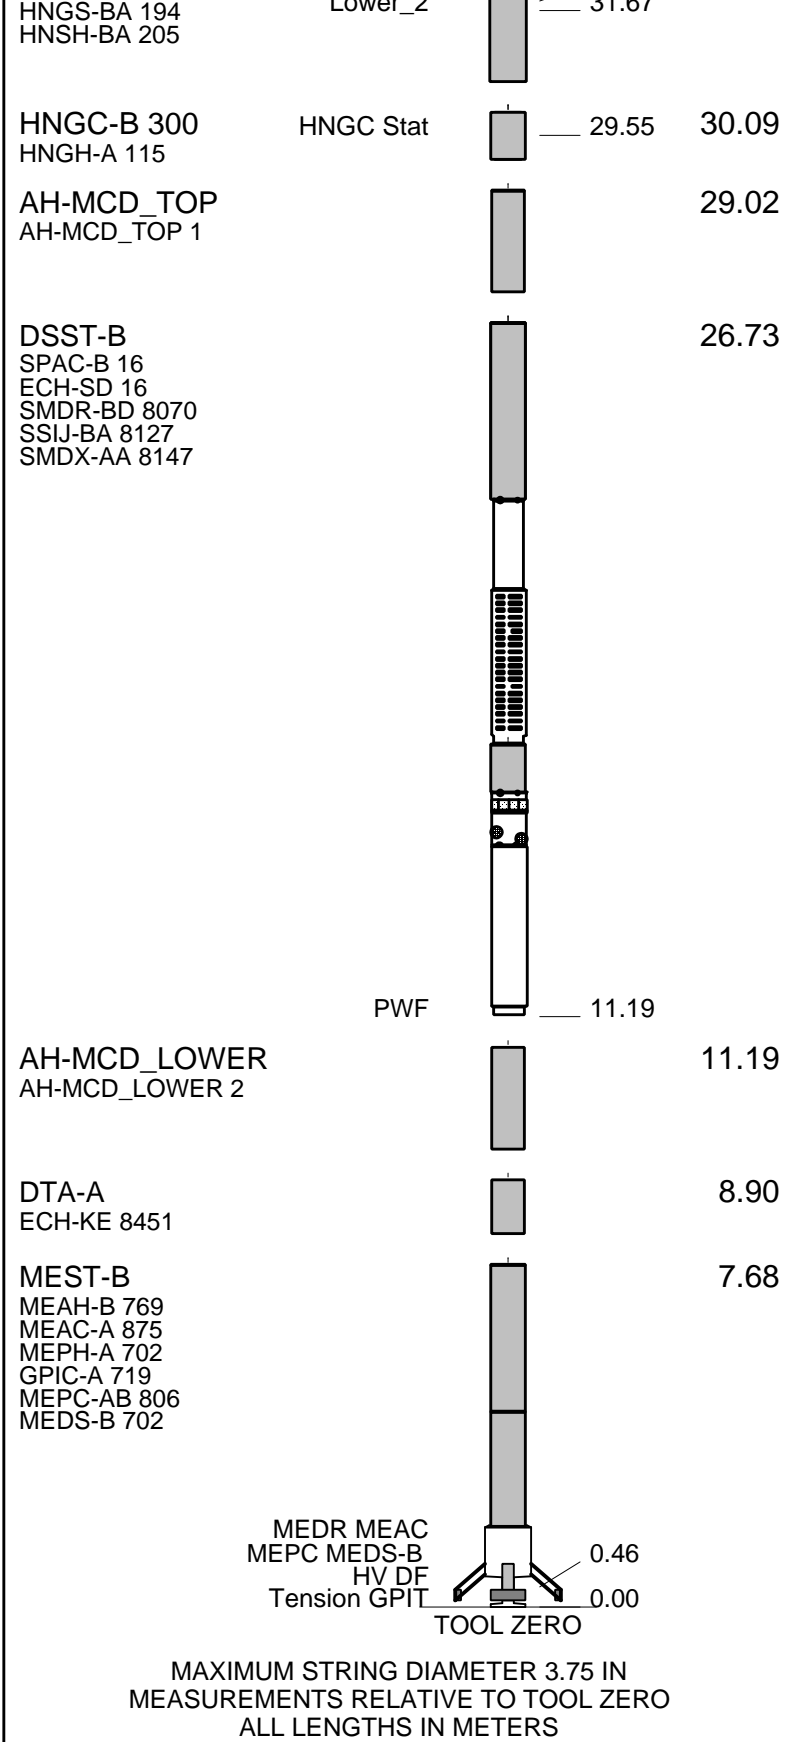 HNGS-BA 194 Lower_2 31.67
HNSH-BA 205
HNGC-B 300 HNGC Stat 29.55 30.09
HNGH-A 115
AH-MCD_TOP 29.02
AH-MCD_TOP 1
DSST-B 26.73
SPAC-B 16
ECH-SD 16
SMDR-BD 8070
SSIJ-BA 8127
SMDX-AA 8147
PWF 11.19
AH-MCD_LOWER 11.19
AH-MCD_LOWER 2
DTA-A 8.90
ECH-KE 8451
MEST-B 7.68
MEAH-B 769
MEAC-A 875
MEPH-A 702
GPIC-A 719
MEPC-AB 806
MEDS-B 702
MEDR MEAC
MEPC MEDS-B 0.46
HV DF
Tension GPIT 0.00
TOOL ZERO
MAXIMUM STRING DIAMETER 3.75 IN
MEASUREMENTS RELATIVE TO TOOL ZERO
ALL LENGTHS IN METERS